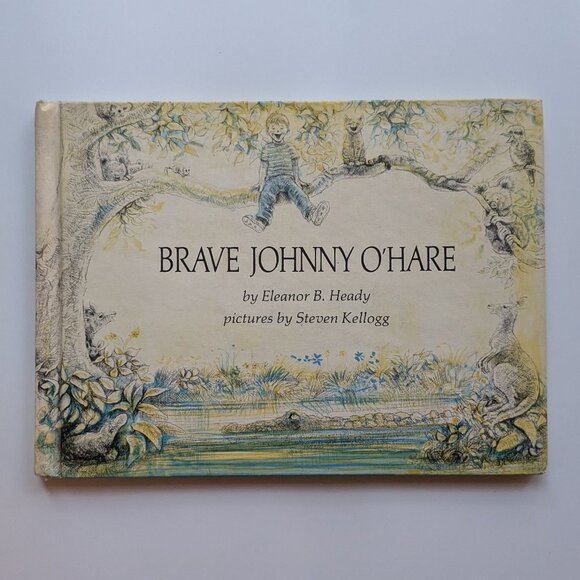 BRAVE JOHNNY O'HARE
by Eleanor B. Heady
pictures by Steven Kellogg